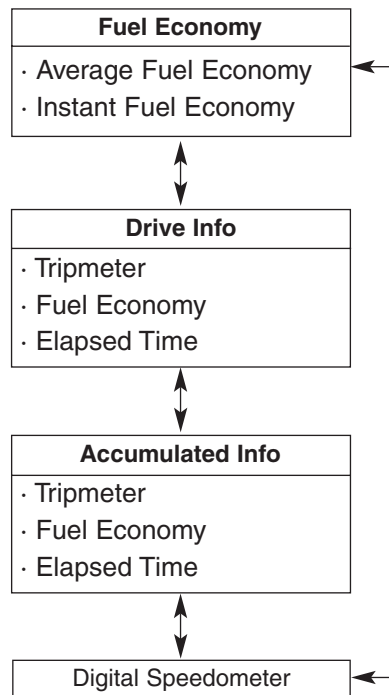 Fuel Economy
· Average Fuel Economy
· Instant Fuel Economy
Drive Info
· Tripmeter
· Fuel Economy
· Elapsed Time
Accumulated Info
· Tripmeter
· Fuel Economy
· Elapsed Time
Digital Speedometer